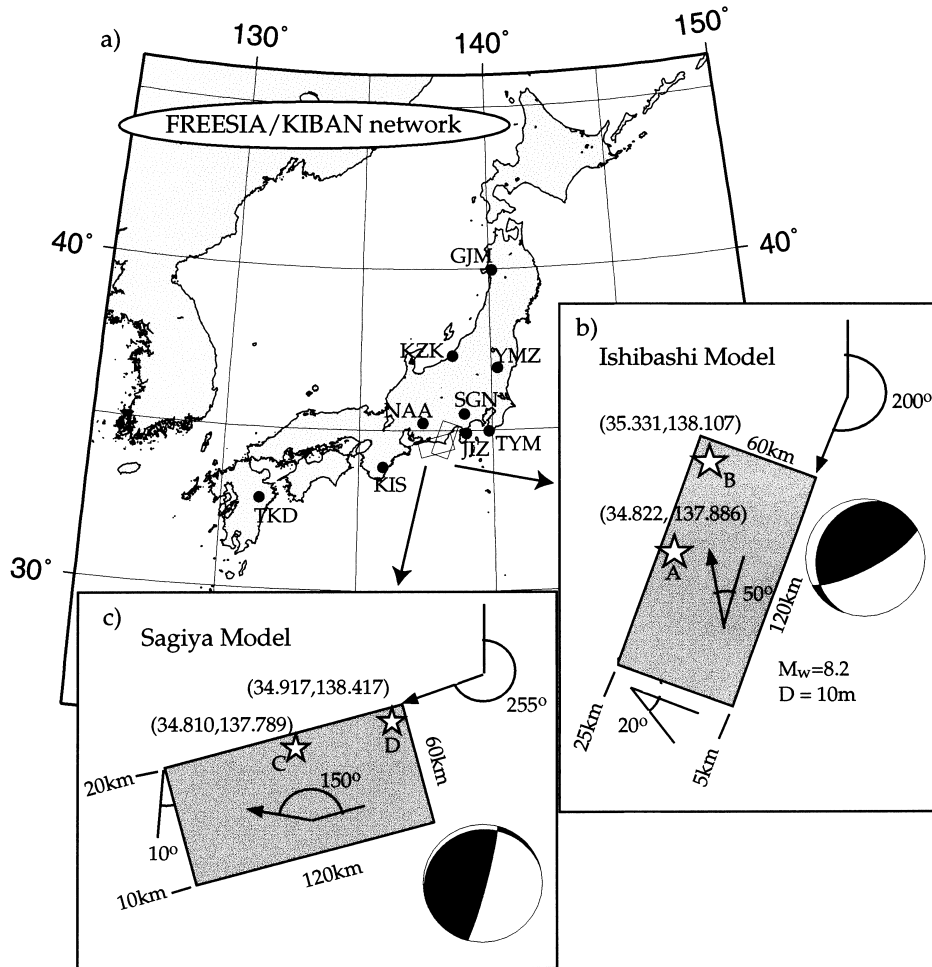 a)
130°
140°
150°
FREESIA/KIBAN network
40°
40°
GJM
KZK
YMZ
SGN
NAA
JIZ
TYM
KIS
TKD
30°
b)
Ishibashi Model
200°
(35.331,138.107)
60km
B
(34.822,137.886)
A
50°
120km
Mw=8.2
D = 10m
25km
20°
5km
c)
Sagiya Model
255°
(34.917,138.417)
(34.810,137.789)
D
C
60km
20km
150°
10°
120km
10km